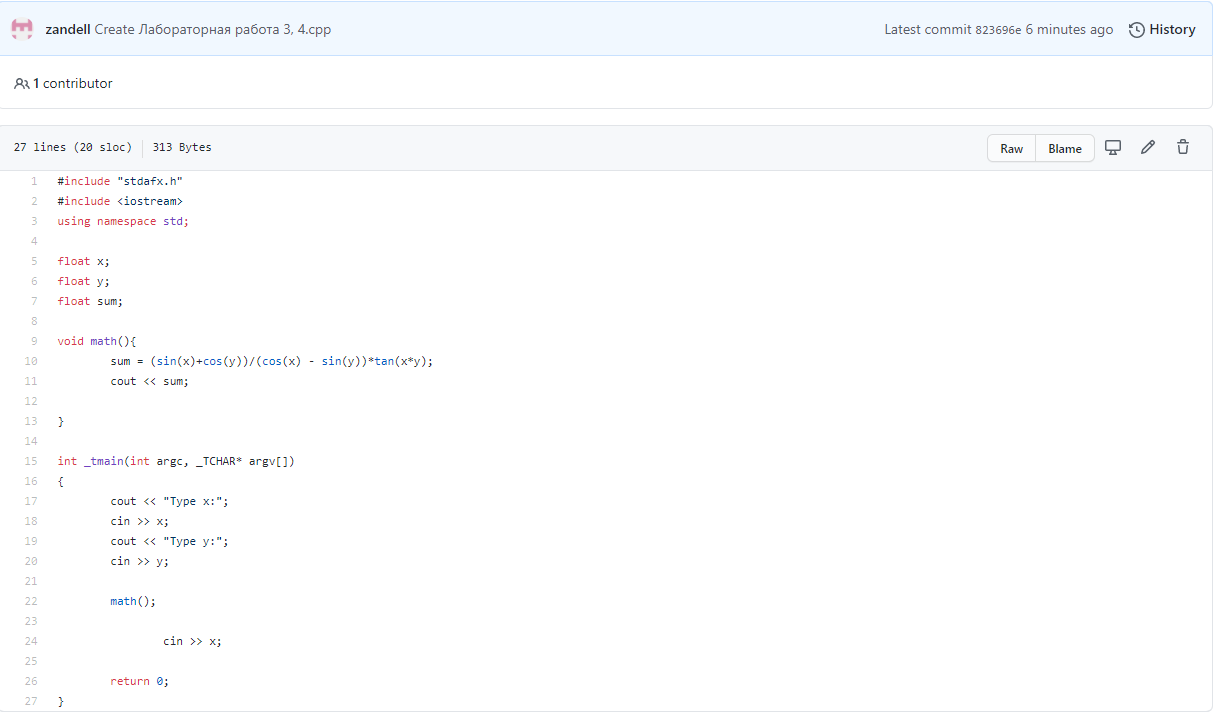 zandell Create Лабораторная работа 3, 4.cpp Latest commit 823696e 6 minutes ago History
1 contributor
27 lines (20 sloc) 313 Bytes Raw Blame
1 #include "stdafx.h"
2 #include <iostream>
3 using namespace std;
4
5 float x;
6 float y;
7 float sum;
8
9 void math(){
10 sum = (sin(x)+cos(y))/(cos(x) - sin(y))*tan(x*y);
11 cout << sum;
12
13 }
14
15 int _tmain(int argc, _TCHAR* argv[])
16 {
17 cout << "Type x:";
18 cin >> x;
19 cout << "Type y:";
20 cin >> y;
21
22 math();
23
24 cin >> x;
25
26 return 0;
27 }